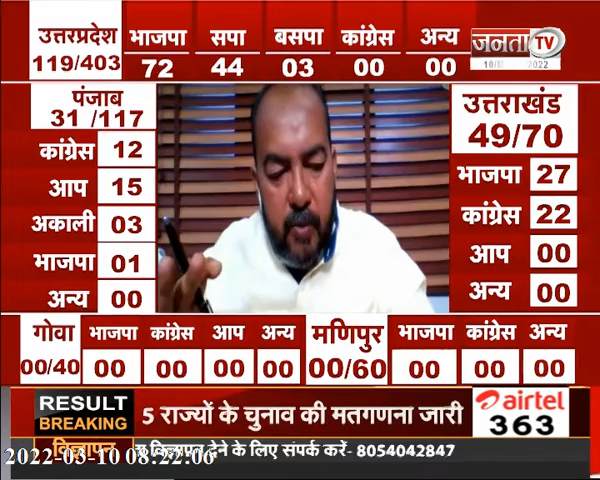 उत्तरप्रदेश भाजपा सपा बसपा कांग्रेस अन्य
119/403 72 44 03 00 00
जनता TV
2022
पंजाब
31 /117
कांग्रेस 12
आप 15
अकाली 03
भाजपा 01
अन्य 00
उत्तराखंड
49/70
भाजपा 27
कांग्रेस 22
आप 00
अन्य 00
गोवा भाजपा कांग्रेस आप अन्य मणिपुर भाजपा कांग्रेस अन्य
00/40 00 00 00 00 00/60 00 00 00
RESULT
BREAKING
5 राज्यों के चुनाव की मतगणना जारी
airtel
363
विज्ञापन
विज्ञापन देने के लिए संपर्क करें- 8054042847
2022-03-10 08:22:06